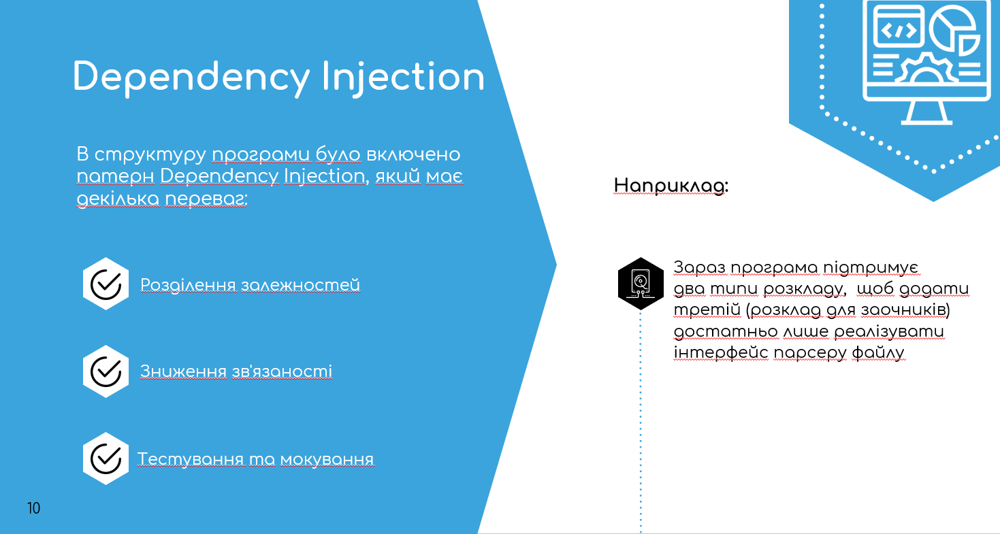 Dependency Injection
В структуру програми було включено
патерн Dependency Injection, який має
декілька переваг:
Розділення залежностей
Зниження зв'язаності
Тестування та мокування
10
Наприклад:
Зараз програма підтримує
два типи розкладу,  щоб додати
третій (розклад для заочників)
достатньо лише реалізувати
інтерфейс парсеру файлу